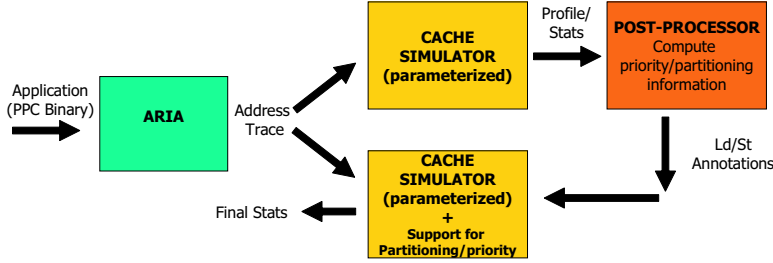 Application
(PPC Binary)
ARIA
Address
Trace
CACHE
SIMULATOR
(parameterized)
Profile/
Stats
POST-PROCESSOR
Compute
priority/partitioning
information
Ld/St
Annotations
CACHE
SIMULATOR
(parameterized)
+
Support for
Partitioning/priority
Final Stats